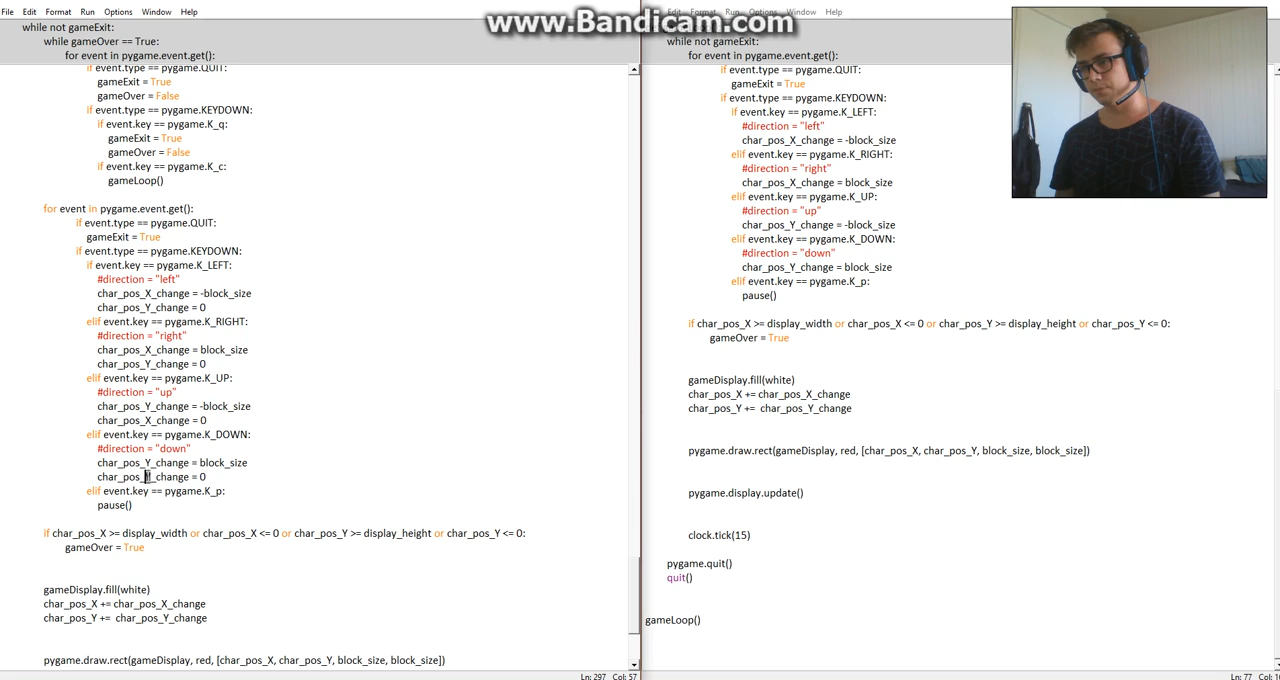 www.Bandicam.com
File Edit Format Run Options Window Help
while not gameExit:
while gameOver == True:
for event in pygame.event.get():
if event.type == pygame.QUIT:
gameExit = True
gameOver = False
if event.type == pygame.KEYDOWN:
if event.key == pygame.K_q:
gameExit = True
gameOver = False
if event.key == pygame.K_c:
gameLoop()
for event in pygame.event.get():
if event.type == pygame.QUIT:
gameExit = True
if event.type == pygame.KEYDOWN:
if event.key == pygame.K_LEFT:
#direction = "left"
char_pos_X_change = -block_size
char_pos_Y_change = 0
elif event.key == pygame.K_RIGHT:
#direction = "right"
char_pos_X_change = block_size
char_pos_Y_change = 0
elif event.key == pygame.K_UP:
#direction = "up"
char_pos_Y_change = -block_size
char_pos_X_change = 0
elif event.key == pygame.K_DOWN:
#direction = "down"
char_pos_Y_change = block_size
elif event.key == pygame.K_p:
pause()
if char_pos_X >= display_width or char_pos_X <= 0 or char_pos_Y >= display_height or char_pos_Y <= 0:
gameOver = True
gameDisplay.fill(white)
char_pos_X += char_pos_X_change
char_pos_Y += char_pos_Y_change
pygame.draw.rect(gameDisplay, red, [char_pos_X, char_pos_Y, block_size, block_size])
Ln: 297 Col: 57
Edit Format Run Options Window Help
while not gameExit:
for event in pygame.event.get():
if event.type == pygame.QUIT:
gameExit = True
if event.type == pygame.KEYDOWN:
if event.key == pygame.K_LEFT:
#direction = "left"
char_pos_X_change = -block_size
elif event.key == pygame.K_RIGHT:
#direction = "right"
char_pos_X_change = block_size
elif event.key == pygame.K_UP:
#direction = "up"
char_pos_Y_change = -block_size
elif event.key == pygame.K_DOWN:
#direction = "down"
char_pos_Y_change = block_size
elif event.key == pygame.K_p:
pause()
if char_pos_X >= display_width or char_pos_X <= 0 or char_pos_Y >= display_height or char_pos_Y <= 0:
gameOver = True
gameDisplay.fill(white)
char_pos_X += char_pos_X_change
char_pos_Y += char_pos_Y_change
pygame.draw.rect(gameDisplay, red, [char_pos_X, char_pos_Y, block_size, block_size])
pygame.display.update()
clock.tick(15)
pygame.quit()
quit()
gameLoop()
Ln: 77